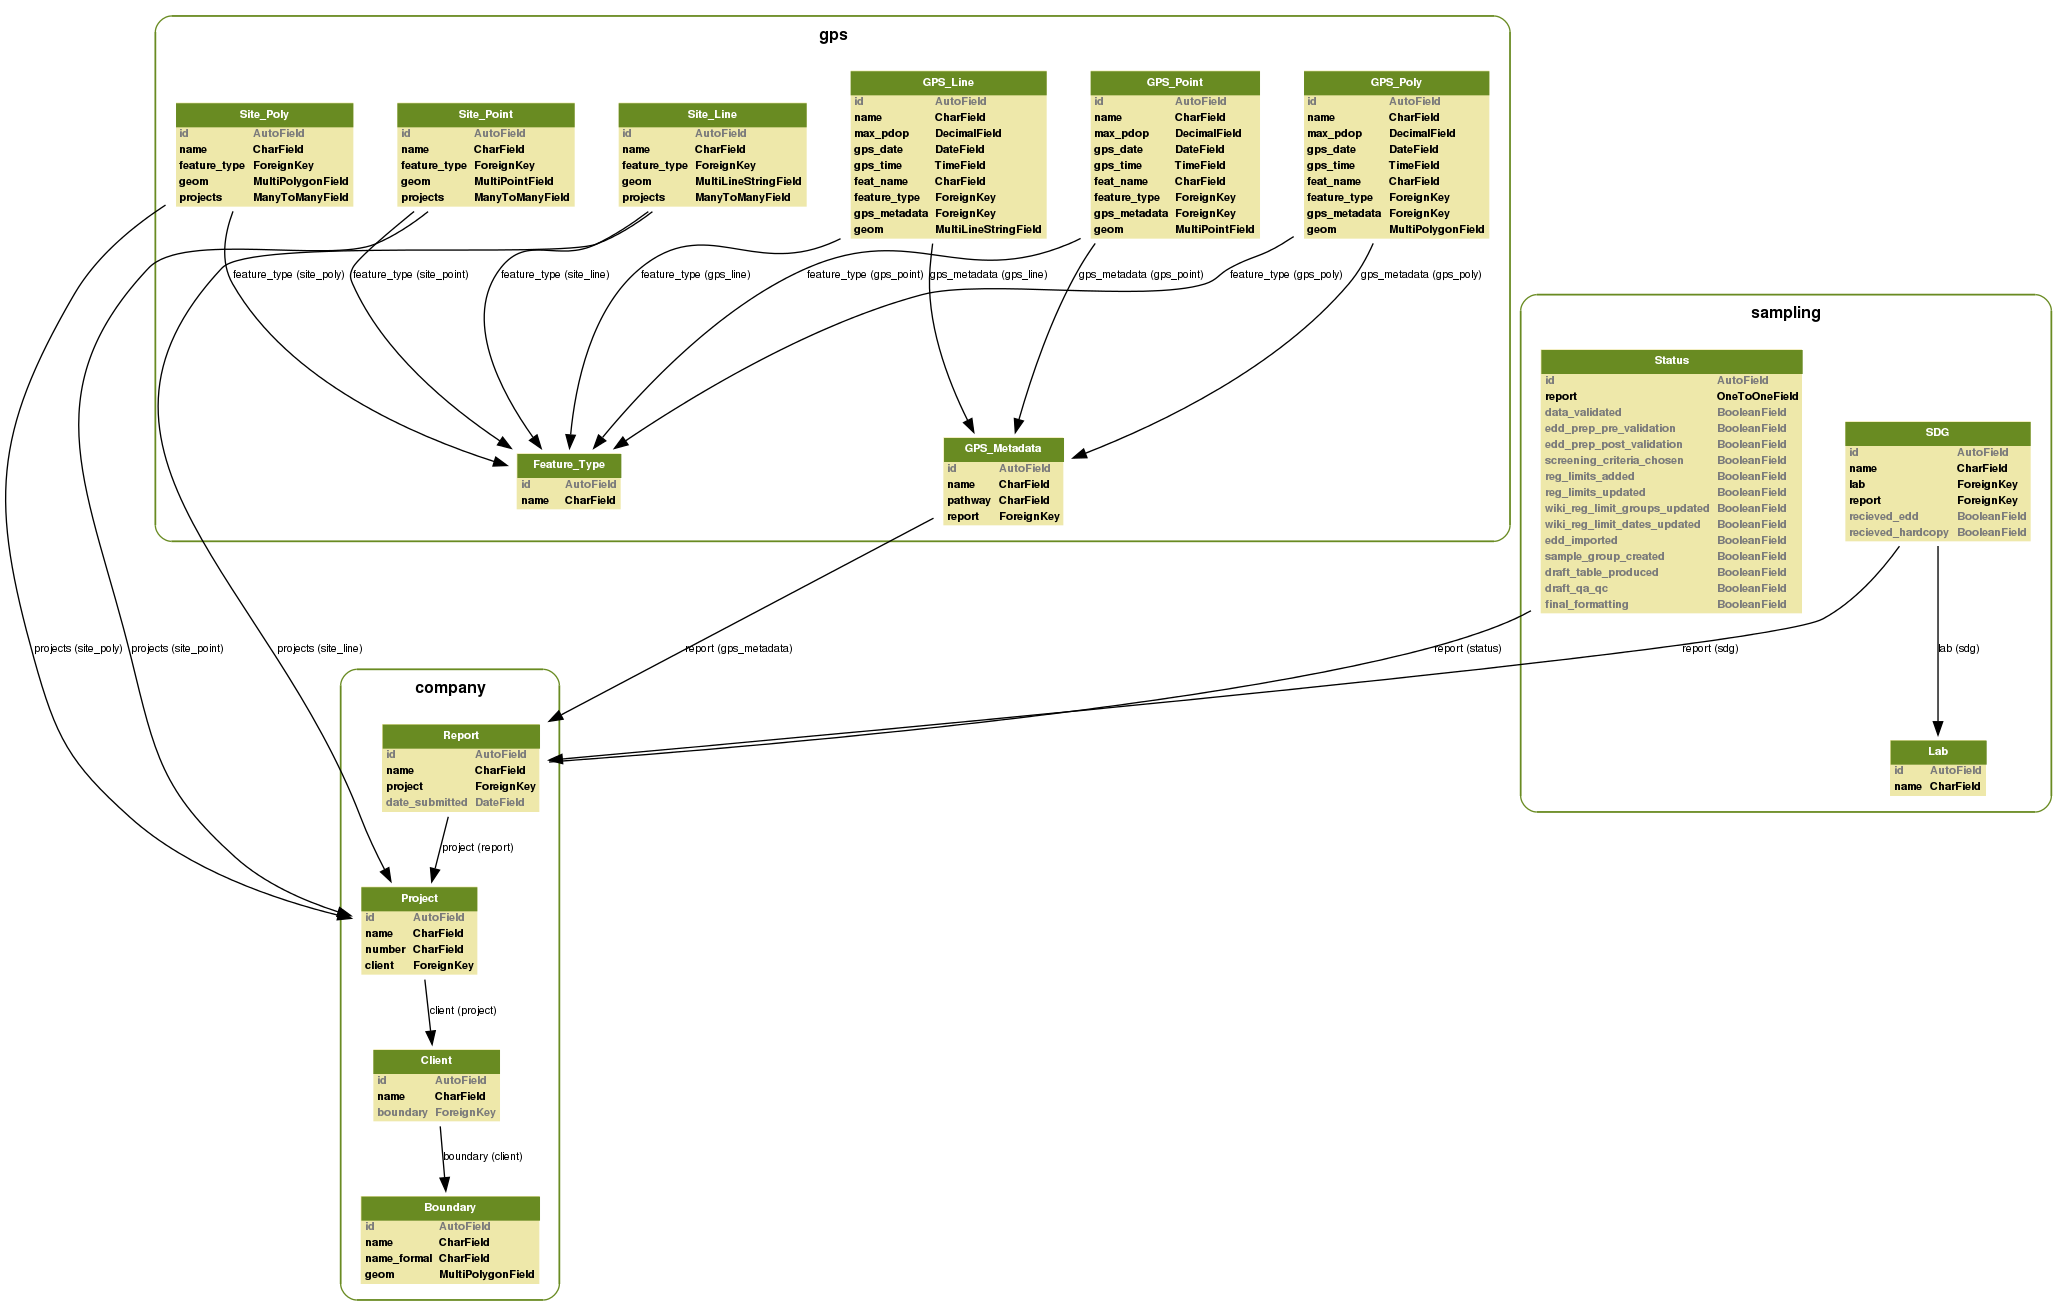 gps
Site_Poly
id AutoField
name CharField
feature_type ForeignKey
geom MultiPolygonField
projects ManyToManyField
Site_Point
id AutoField
name CharField
feature_type ForeignKey
geom MultiPointField
projects ManyToManyField
Site_Line
id AutoField
name CharField
feature_type ForeignKey
geom MultiLineStringField
projects ManyToManyField
GPS_Line
id AutoField
name CharField
max_pdop DecimalField
gps_date DateField
gps_time TimeField
feat_name CharField
feature_type ForeignKey
gps_metadata ForeignKey
geom MultiLineStringField
GPS_Point
id AutoField
name CharField
max_pdop DecimalField
gps_date DateField
gps_time TimeField
feat_name CharField
feature_type ForeignKey
gps_metadata ForeignKey
geom MultiPointField
GPS_Poly
id AutoField
name CharField
max_pdop DecimalField
gps_date DateField
gps_time TimeField
feat_name CharField
feature_type ForeignKey
gps_metadata ForeignKey
geom MultiPolygonField
feature_type (site_poly)
feature_type (site_point)
feature_type (site_line)
feature_type (gps_line)
feature_type (gps_point)
gps_metadata (gps_line)
gps_metadata (gps_point)
feature_type (gps_poly)
gps_metadata (gps_poly)
Feature_Type
id AutoField
name CharField
GPS_Metadata
id AutoField
name CharField
pathway CharField
report ForeignKey
sampling
Status
id AutoField
report OneToOneField
data_validated BooleanField
edd_prep_pre_validation BooleanField
edd_prep_post_validation BooleanField
screening_criteria_chosen BooleanField
reg_limits_added BooleanField
reg_limits_updated BooleanField
wiki_reg_limit_groups_updated BooleanField
wiki_reg_limit_dates_updated BooleanField
edd_imported BooleanField
sample_group_created BooleanField
draft_table_produced BooleanField
draft_qa_qc BooleanField
final_formatting BooleanField
SDG
id AutoField
name CharField
lab ForeignKey
report ForeignKey
recieved_edd BooleanField
recieved_hardcopy BooleanField
projects (site_poly)
projects (site_point)
projects (site_line)
report (gps_metadata)
report (status)
report (sdg)
lab (sdg)
Lab
id AutoField
name CharField
company
Report
id AutoField
name CharField
project ForeignKey
date_submitted DateField
project (report)
Project
id AutoField
name CharField
number CharField
client ForeignKey
client (project)
Client
id AutoField
name CharField
boundary ForeignKey
boundary (client)
Boundary
id AutoField
name CharField
name_formal CharField
geom MultiPolygonField